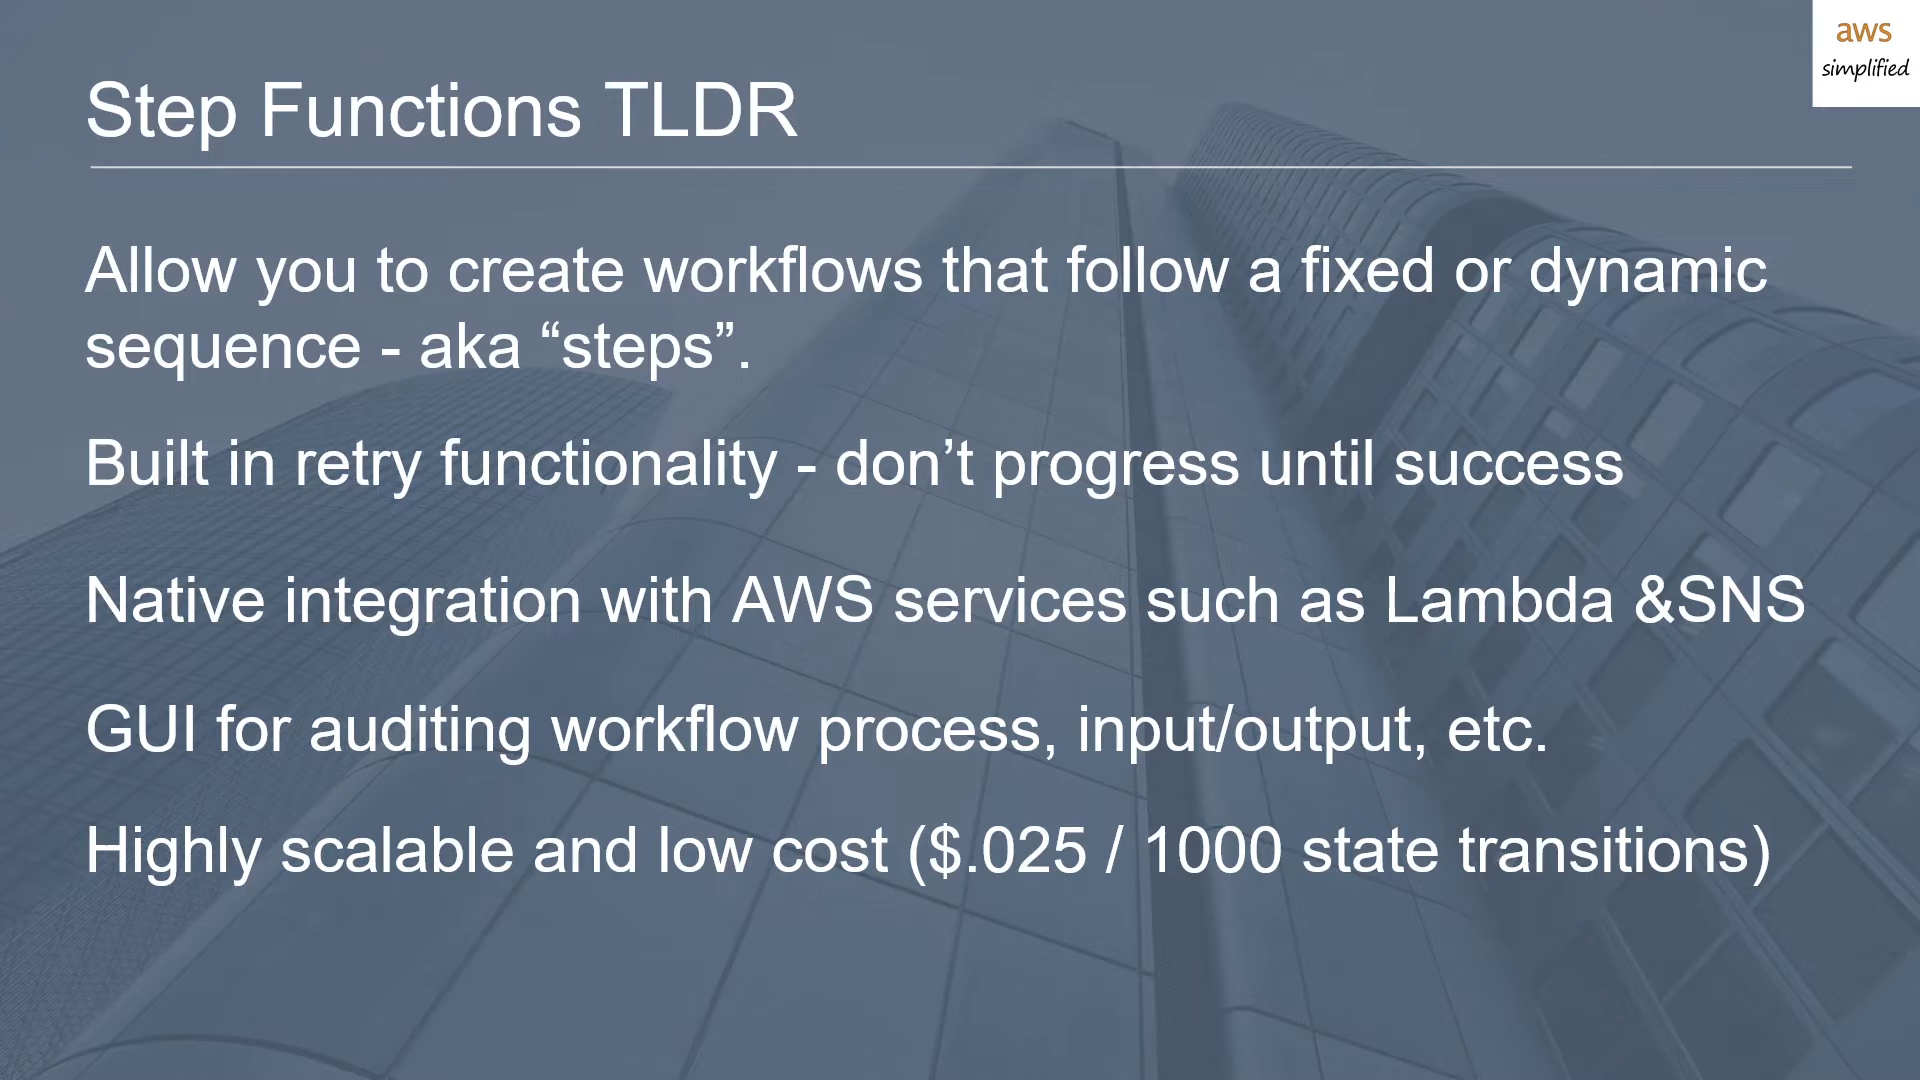 aws
simplified
Step Functions TLDR
Allow you to create workflows that follow a fixed or dynamic
sequence - aka “steps”.
Built in retry functionality - don’t progress until success
Native integration with AWS services such as Lambda &SNS
GUI for auditing workflow process, input/output, etc.
Highly scalable and low cost ($.025 / 1000 state transitions)